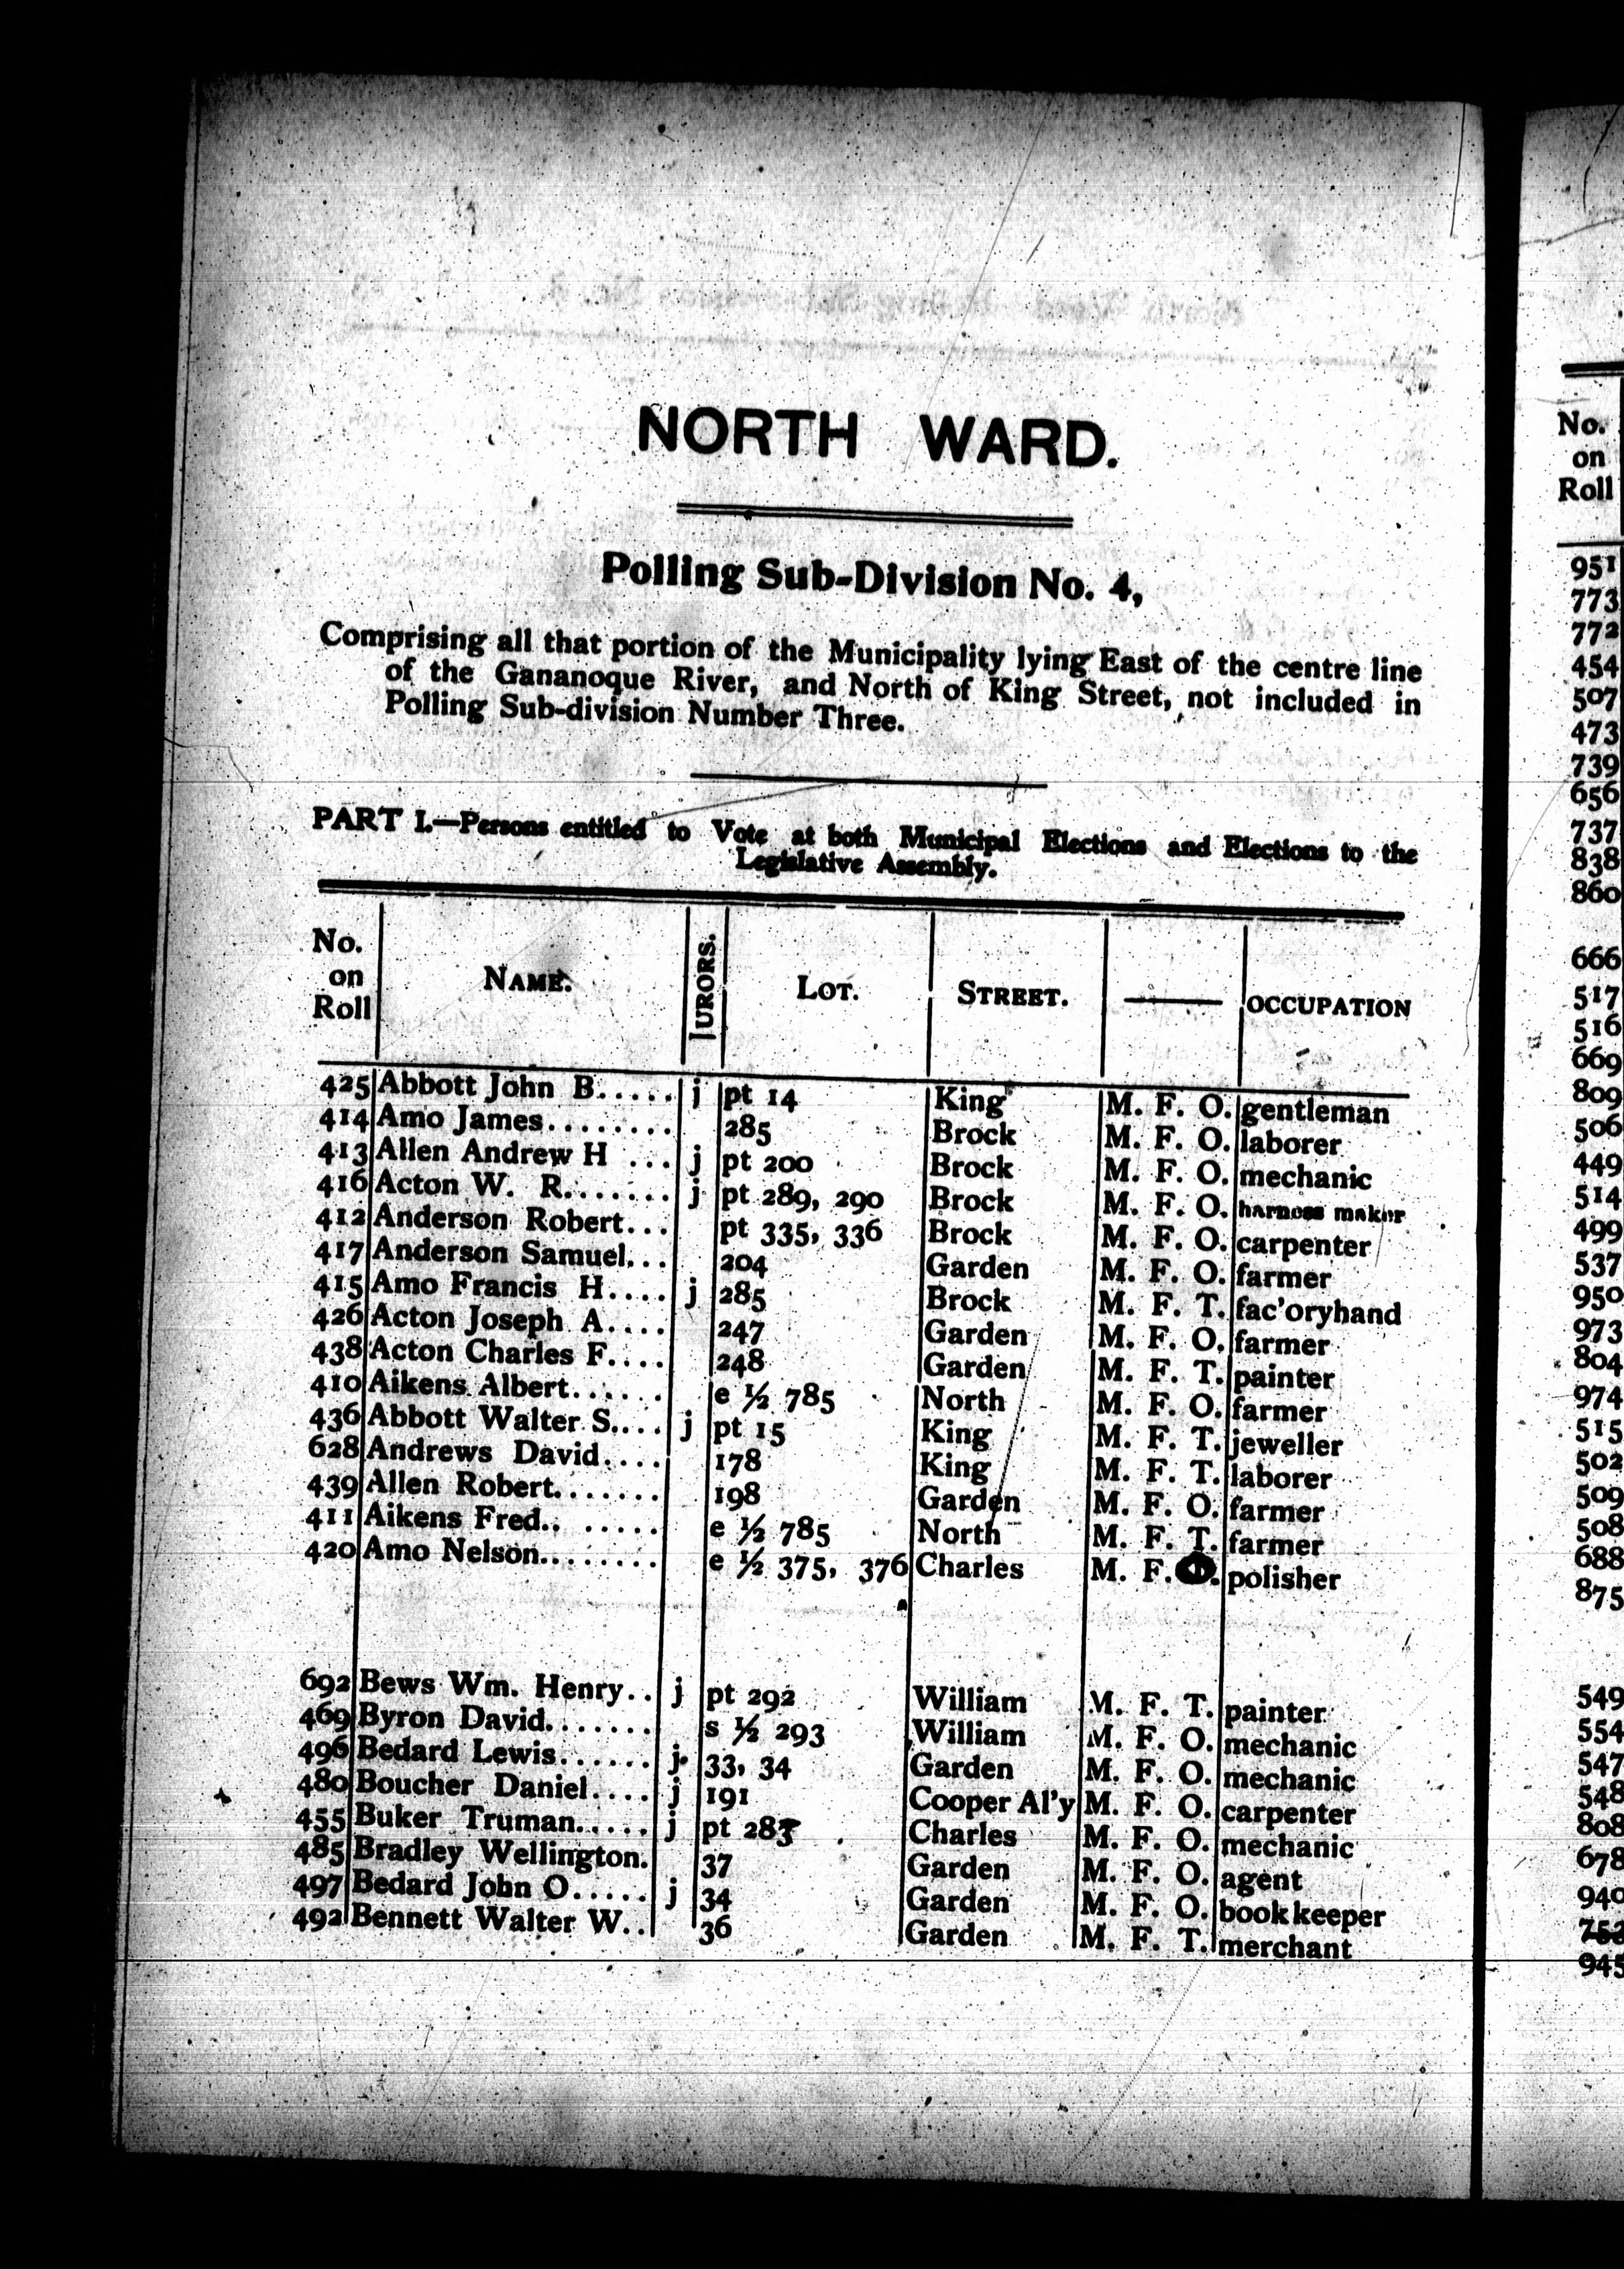 NORTH WARD.
Polling Sub-Division No. 4,
Comprising all that portion of the Municipality lying East of the centre line
of the Gananoque River, and North of King Street, not included in
Polling Sub-division Number Three.
PART I.—Persons entitled to Vote at both Municipal Elections and Elections to the
Legislative Assembly.
No. on Roll NAME. JURORS. LOT. STREET. —— OCCUPATION
425 Abbott John B..... j pt 14 King M. F. O. gentleman
414 Amo James........ 285 Brock M. F. O. laborer
413 Allen Andrew H ... j pt 200 Brock M. F. O. mechanic
416 Acton W. R....... j pt 289, 290 Brock M. F. O. harness maker
412 Anderson Robert... pt 335, 336 Brock M. F. O. carpenter
417 Anderson Samuel... 204 Garden M. F. O. farmer
415 Amo Francis H.... j 285 Brock M. F. T. fac'oryhand
426 Acton Joseph A.... 247 Garden M. F. O. farmer
438 Acton Charles F.... 248 Garden M. F. T. painter
410 Aikens Albert...... e ½ 785 North M. F. O. farmer
436 Abbott Walter S.... j pt 15 King M. F. T. jeweller
628 Andrews David.... 178 King M. F. T. laborer
439 Allen Robert....... 198 Garden M. F. O. farmer
411 Aikens Fred.. ..... e ½ 785 North M. F. T. farmer
420 Amo Nelson........ e ½ 375, 376 Charles M. F. polisher
692 Bews Wm. Henry.. j pt 292 William M. F. T. painter
469 Byron David....... s ½ 293 William M. F. O. mechanic
496 Bedard Lewis...... j. 33, 34 Garden M. F. O. mechanic
480 Boucher Daniel.... j 191 Cooper Al'y M. F. O. carpenter
455 Buker Truman..... j pt Charles M. F. O. mechanic
485 Bradley Wellington. 37 Garden M. F. O. agent
497 Bedard John O..... j 34 Garden M. F. O. book keeper
492 Bennett Walter W.. 36 Garden M. F. T. merchant
No.
on
Roll
951
773
772
454
507
473
739
656
737
838
860
666
517
516
669
809
506
449
514
499
537
950
973
804
974
515
502
509
508
688
875
549
554
547
548
808
678
940
945